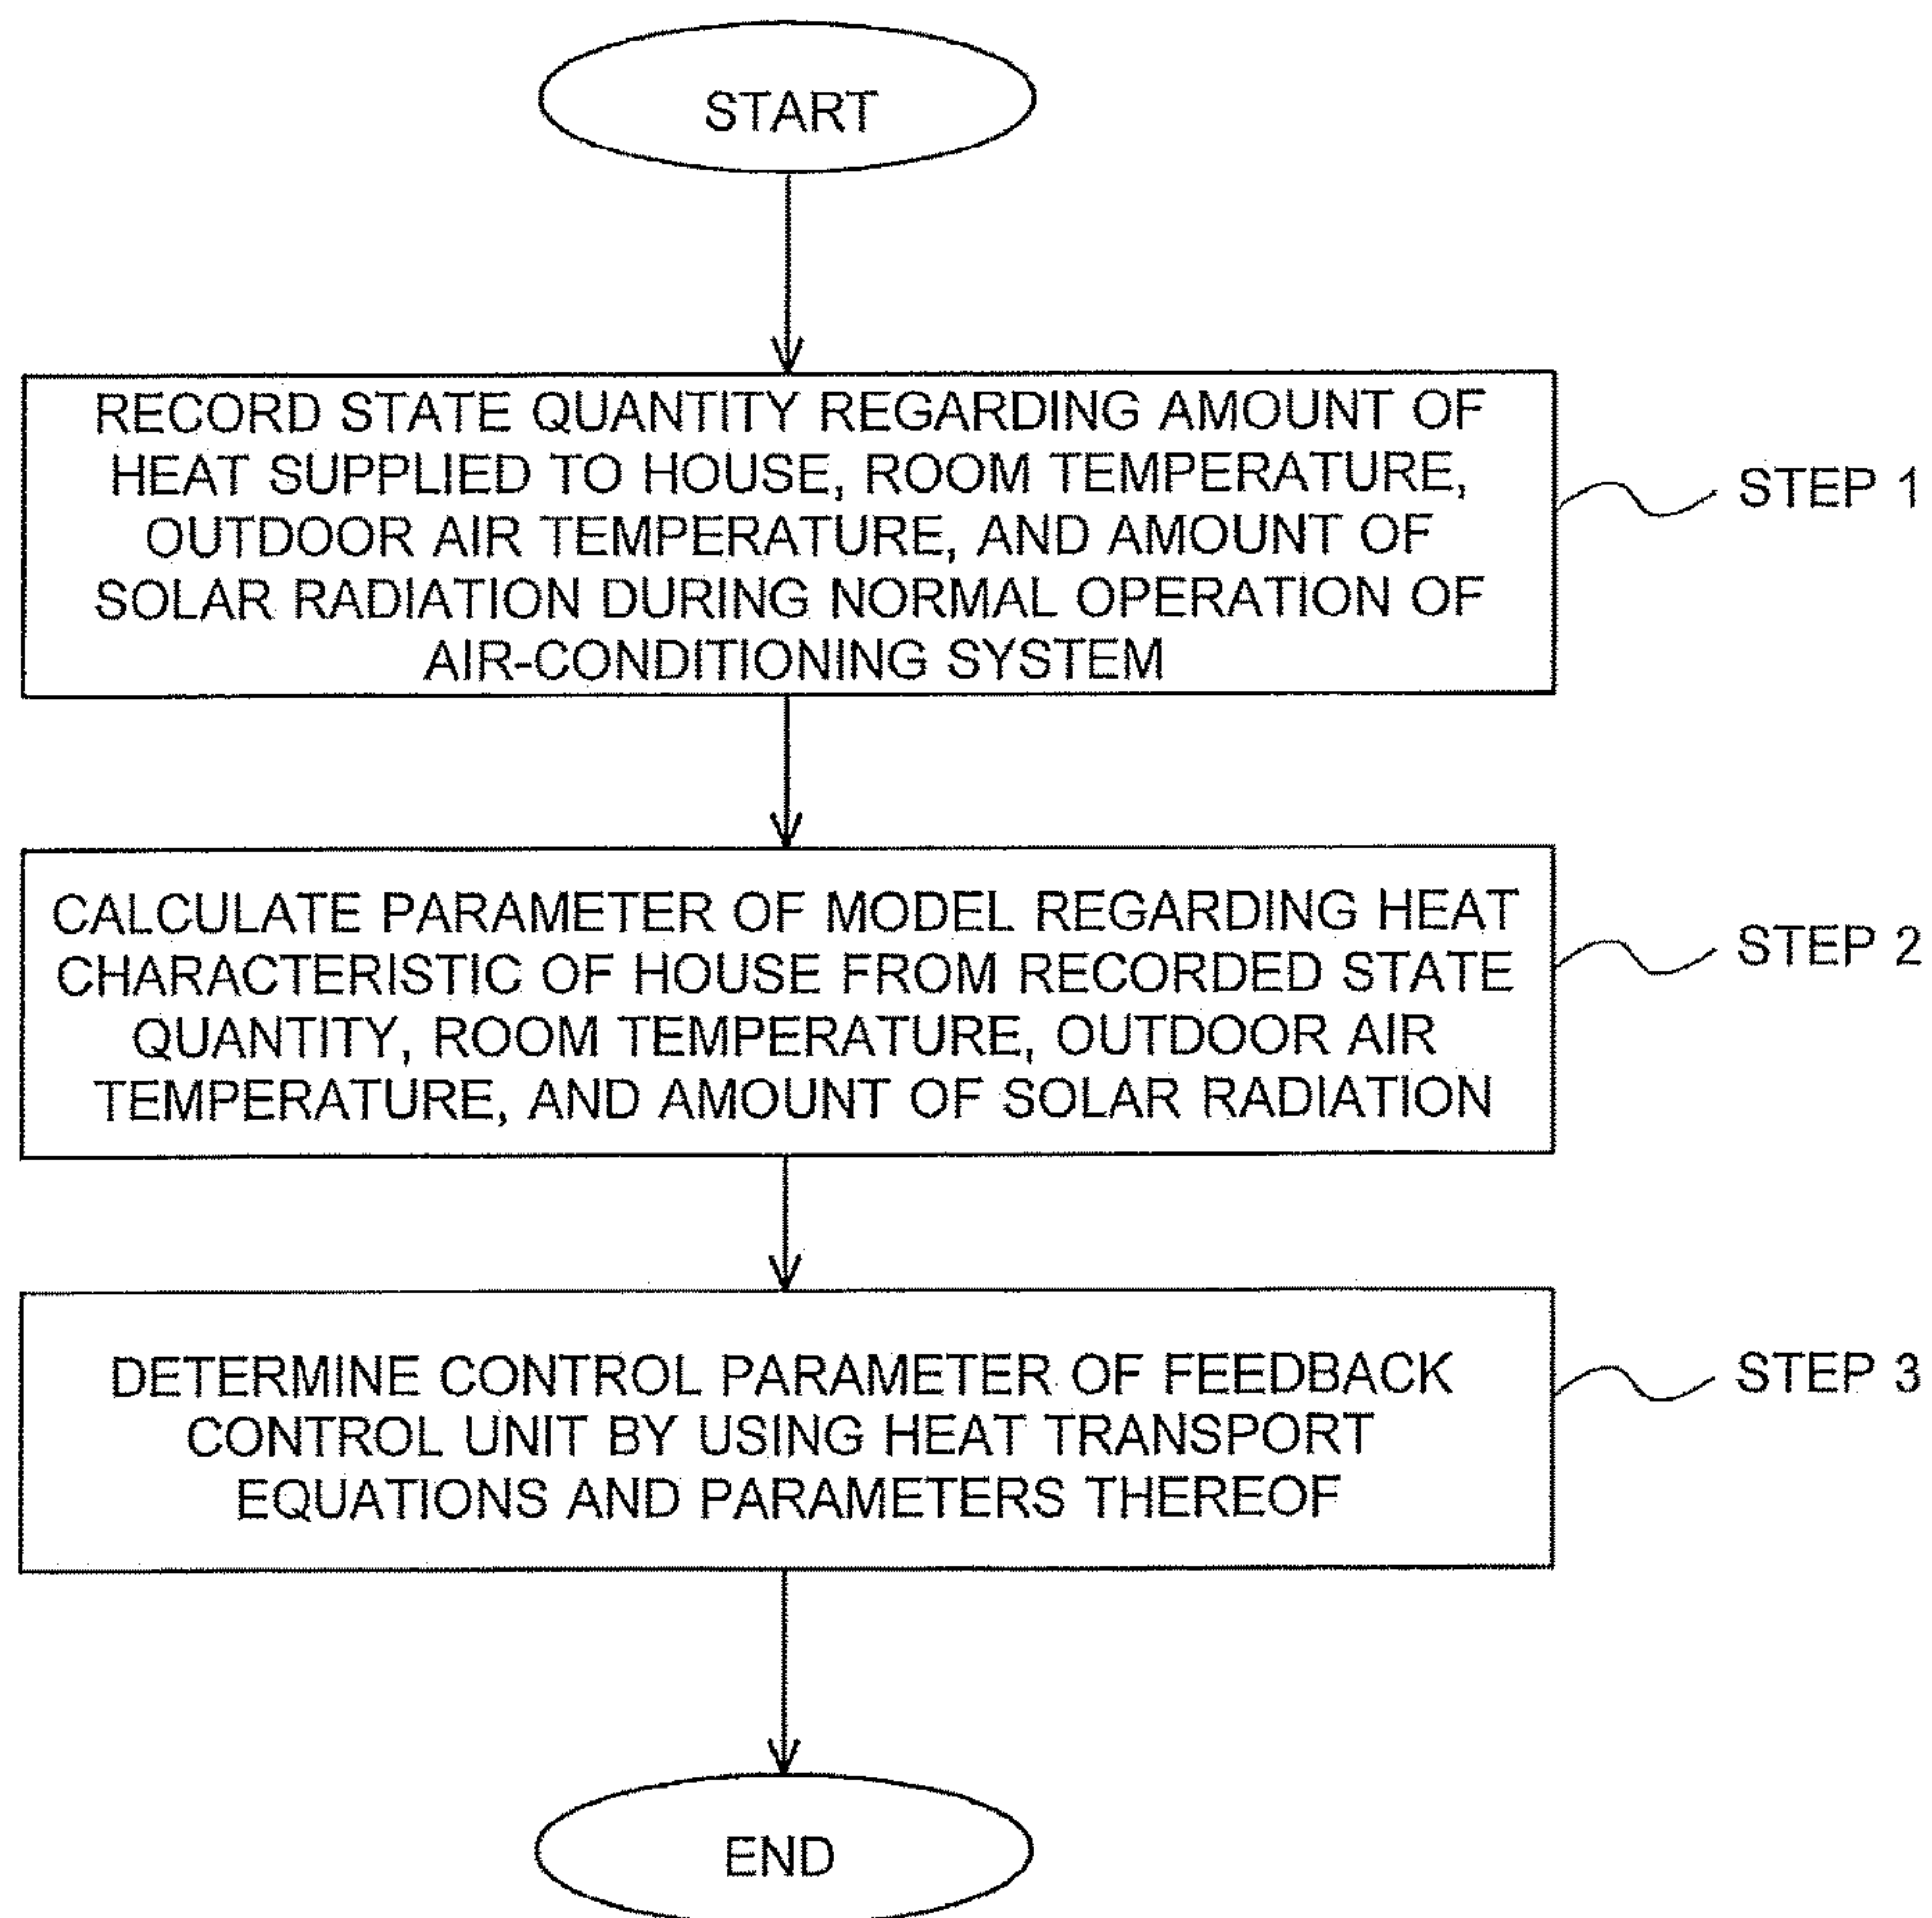 START
RECORD STATE QUANTITY REGARDING AMOUNT OF
HEAT SUPPLIED TO HOUSE, ROOM TEMPERATURE,
OUTDOOR AIR TEMPERATURE, AND AMOUNT OF
SOLAR RADIATION DURING NORMAL OPERATION OF
AIR-CONDITIONING SYSTEM
STEP 1
CALCULATE PARAMETER OF MODEL REGARDING HEAT
CHARACTERISTIC OF HOUSE FROM RECORDED STATE
QUANTITY, ROOM TEMPERATURE, OUTDOOR AIR
TEMPERATURE, AND AMOUNT OF SOLAR RADIATION
STEP 2
DETERMINE CONTROL PARAMETER OF FEEDBACK
CONTROL UNIT BY USING HEAT TRANSPORT
EQUATIONS AND PARAMETERS THEREOF
STEP 3
END